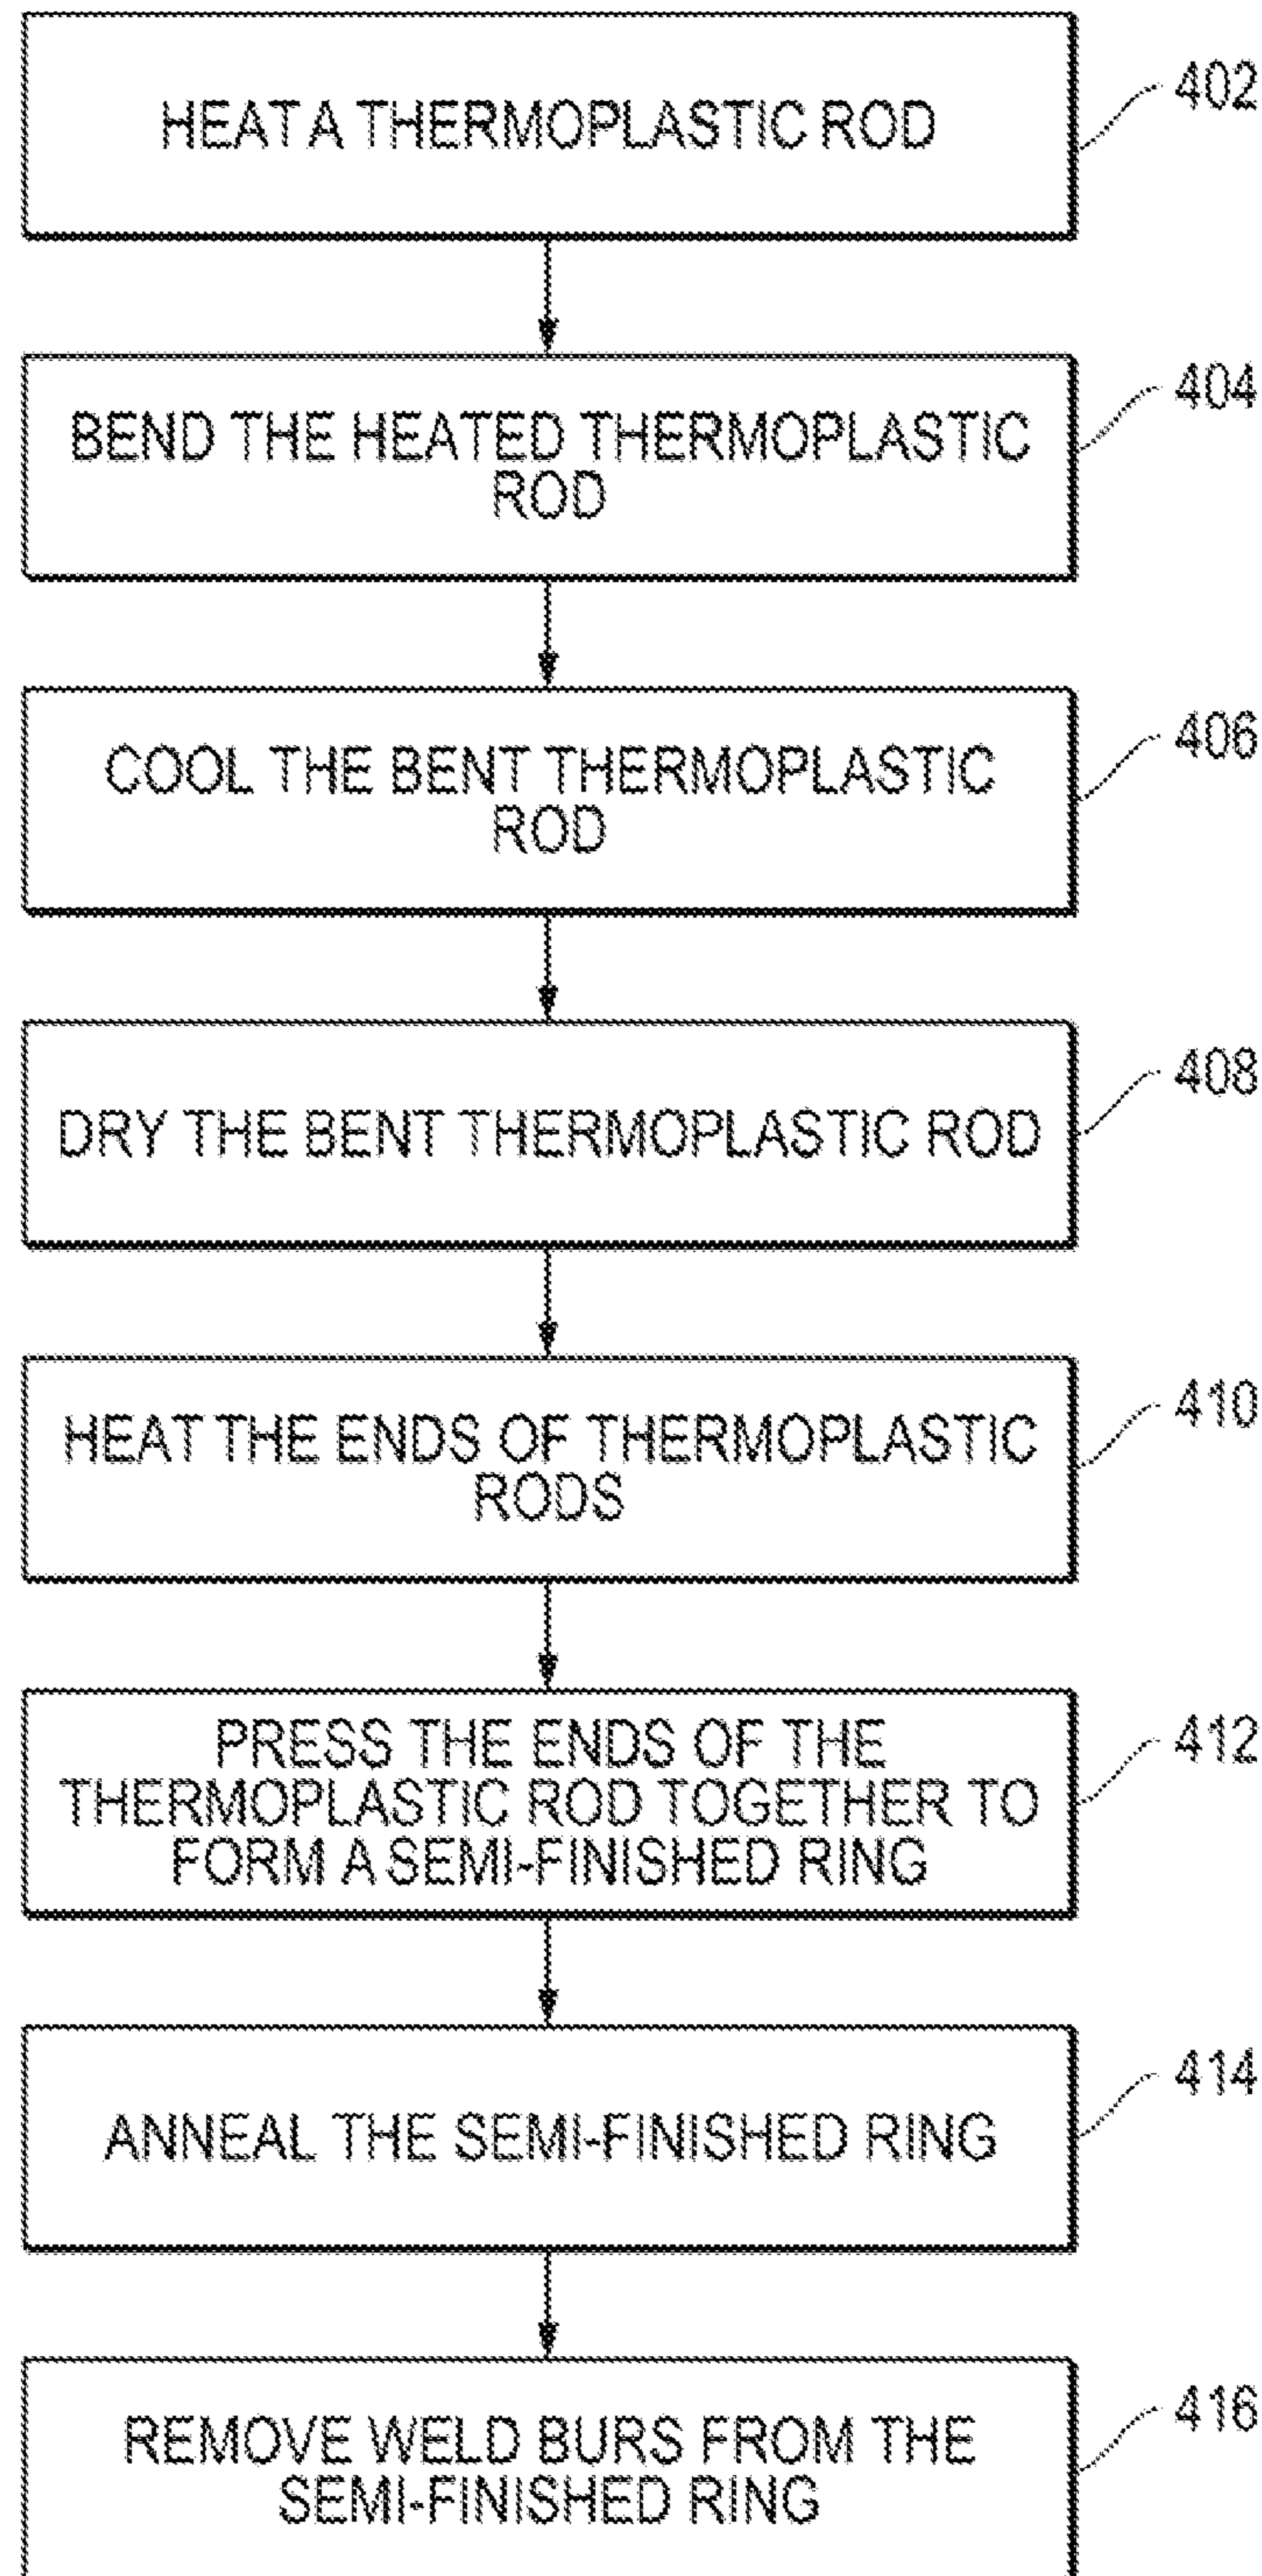 HEAT A THERMOPLASTIC ROD
402
BEND THE HEATED THERMOPLASTIC
ROD
404
COOL THE BENT THERMOPLASTIC
ROD
406
DRY THE BENT THERMOPLASTIC ROD
408
HEAT THE ENDS OF THERMOPLASTIC
RODS
410
PRESS THE ENDS OF THE
THERMOPLASTIC ROD TOGETHER TO
FORM A SEMI-FINISHED RING
412
ANNEAL THE SEMI-FINISHED RING
414
REMOVE WELD BURS FROM THE
SEMI-FINISHED RING
416